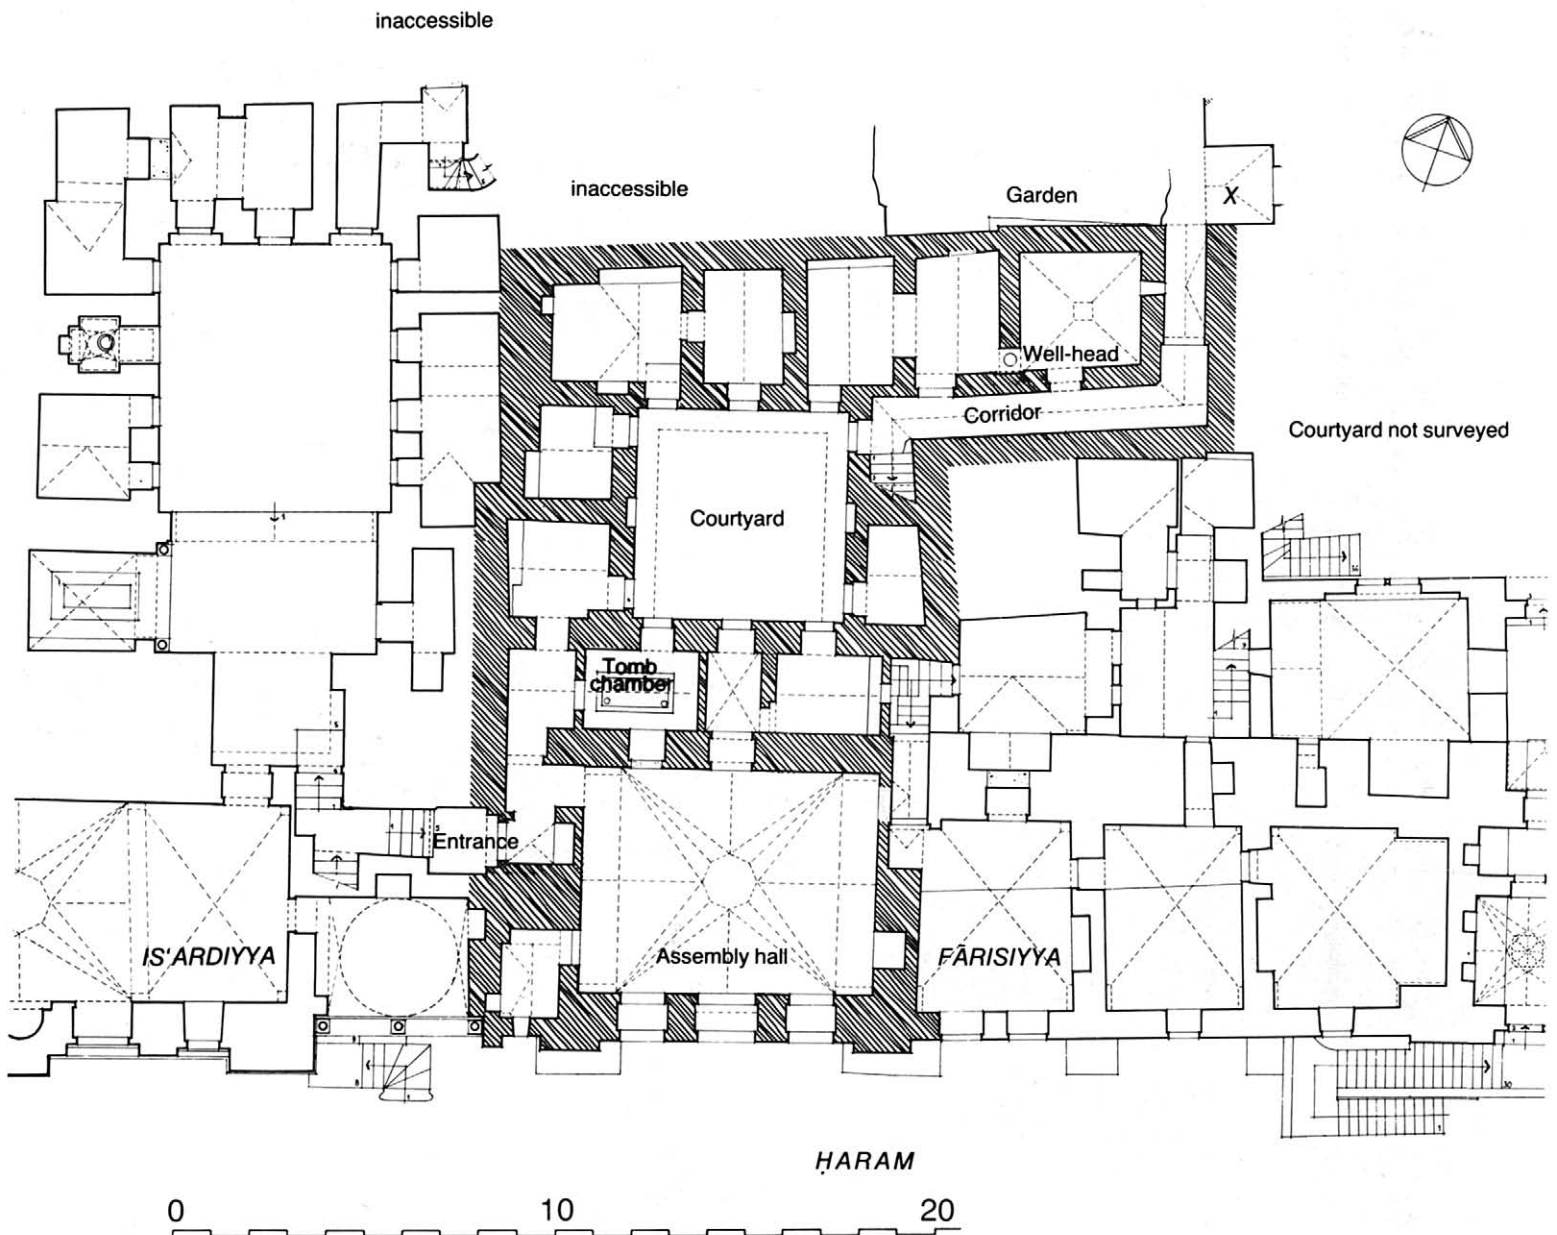 inaccessible
inaccessible
Garden
X
Well-head
Corridor
Courtyard not surveyed
Courtyard
Tomb
chamber
Entrance
IS‘ARDIYYA
Assembly hall
FĀRISIYYA
ḤARAM
0 10 20